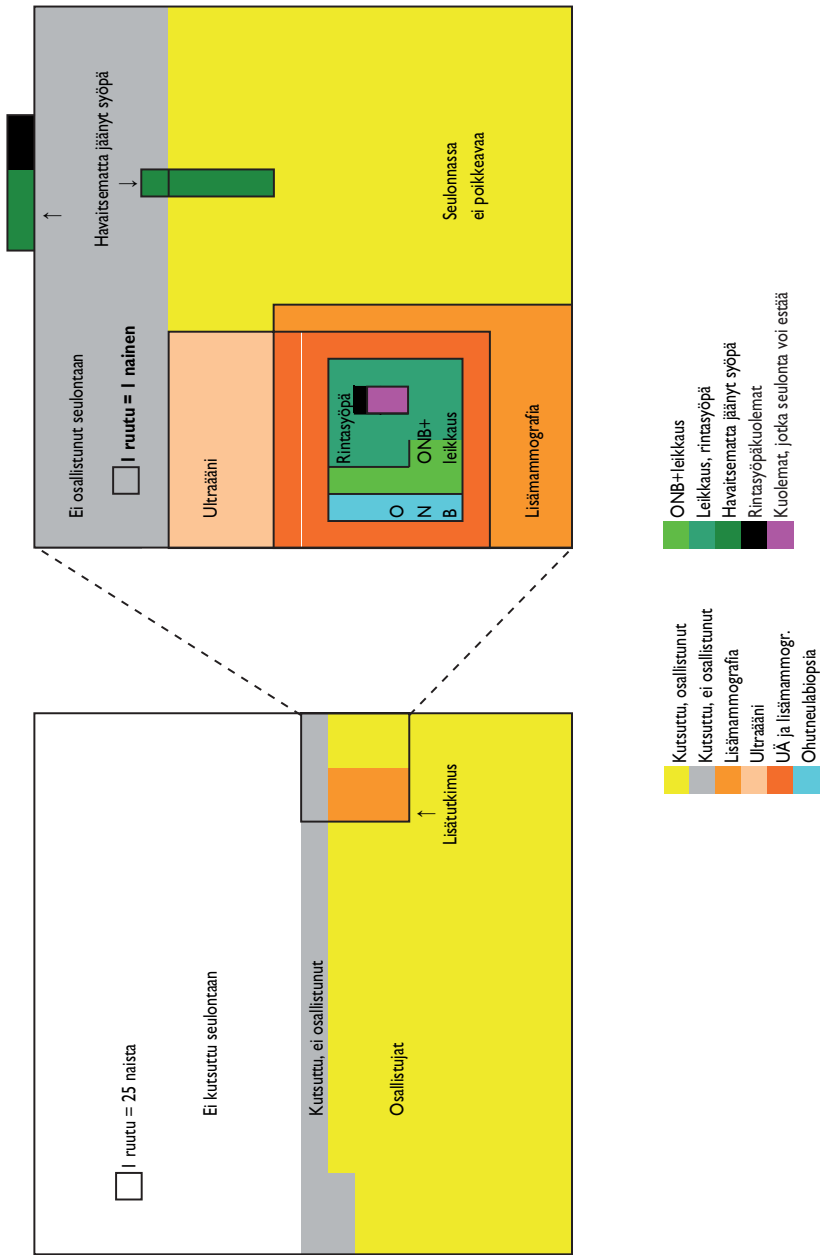 1 ruutu = 25 naista
Ei kutsuttu seulontaan
Kutsuttu, ei osallistunut
Osallistujat
↑
Lisätutkimus
Ei osallistunut seulontaan
1 ruutu = 1 nainen
↑
Havaitsematta jäänyt syöpä
↓
Ultraääni
Rintasyöpä
O
N
B
ONB+
leikkaus
Lisämammografia
Seulonnassa
ei poikkeavaa
Kutsuttu, osallistunut
Kutsuttu, ei osallistunut
Lisämammografia
Ultraääni
UÄ ja lisämammogr.
Ohutneulabiopsia
ONB+leikkaus
Leikkaus, rintasyöpä
Havaitsematta jäänyt syöpä
Rintasyöpäkuolemat
Kuolemat, jotka seulonta voi estää